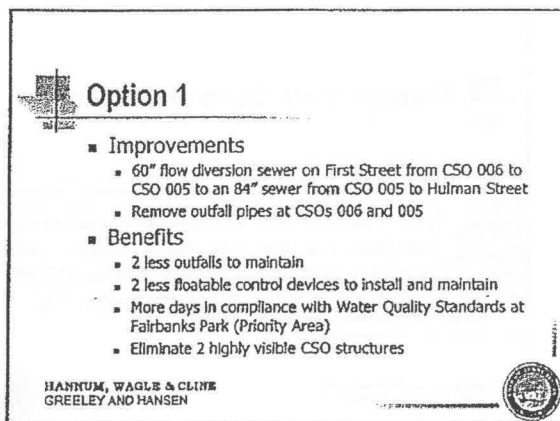 Option 1
▪ Improvements
▪ 60" flow diversion sewer on First Street from CSO 006 to
CSO 005 to an 84" sewer from CSO 005 to Hulman Street
▪ Remove outfall pipes at CSOs 006 and 005
▪ Benefits
▪ 2 less outfalls to maintain
▪ 2 less floatable control devices to install and maintain
▪ More days in compliance with Water Quality Standards at
Fairbanks Park (Priority Area)
▪ Eliminate 2 highly visible CSO structures
HANNUM, WAGLE & CLINE
GREELEY AND HANSEN